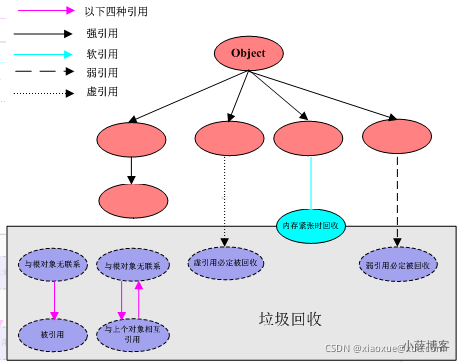 以下四种引用
强引用
软引用
弱引用
虚引用
Object
内存紧张时回收
与根对象无联系
与根对象无联系
虚引用必定被回收
弱引用必定被回收
被引用
与上个对象相互
引用
垃圾回收
小薛博客